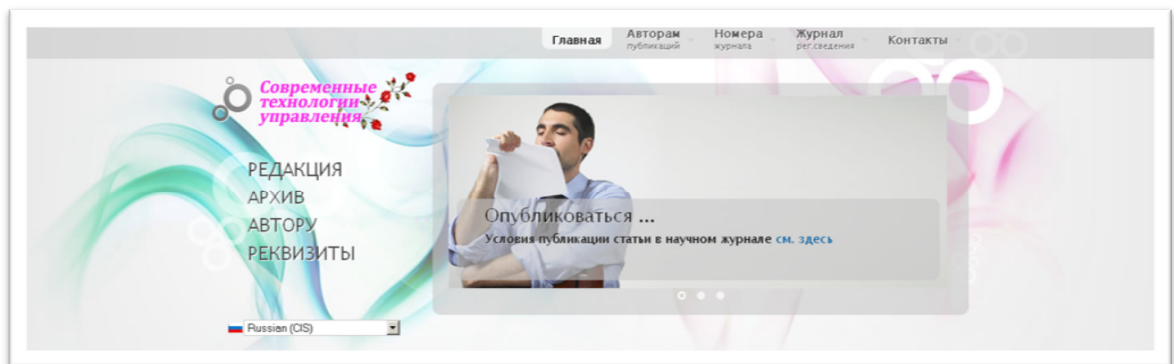 Главная
Авторам
публикаций
Номера
журнала
Журнал
рег.сведения
Контакты
Современные
технологии
управления
РЕДАКЦИЯ
АРХИВ
АВТОРУ
РЕКВИЗИТЫ
Опубликоваться ...
Условия публикации статьи в научном журнале см. здесь
Russian (CIS)